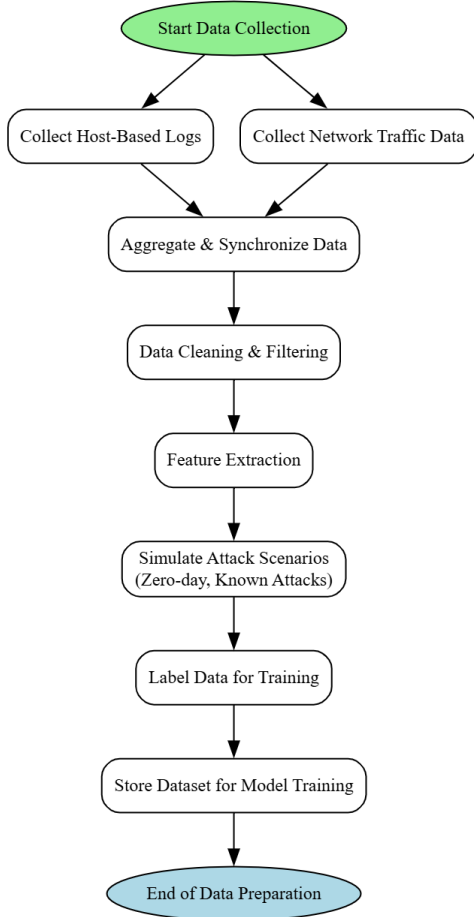 Start Data Collection
Collect Host-Based Logs
Collect Network Traffic Data
Aggregate & Synchronize Data
Data Cleaning & Filtering
Feature Extraction
Simulate Attack Scenarios
(Zero-day, Known Attacks)
Label Data for Training
Store Dataset for Model Training
End of Data Preparation